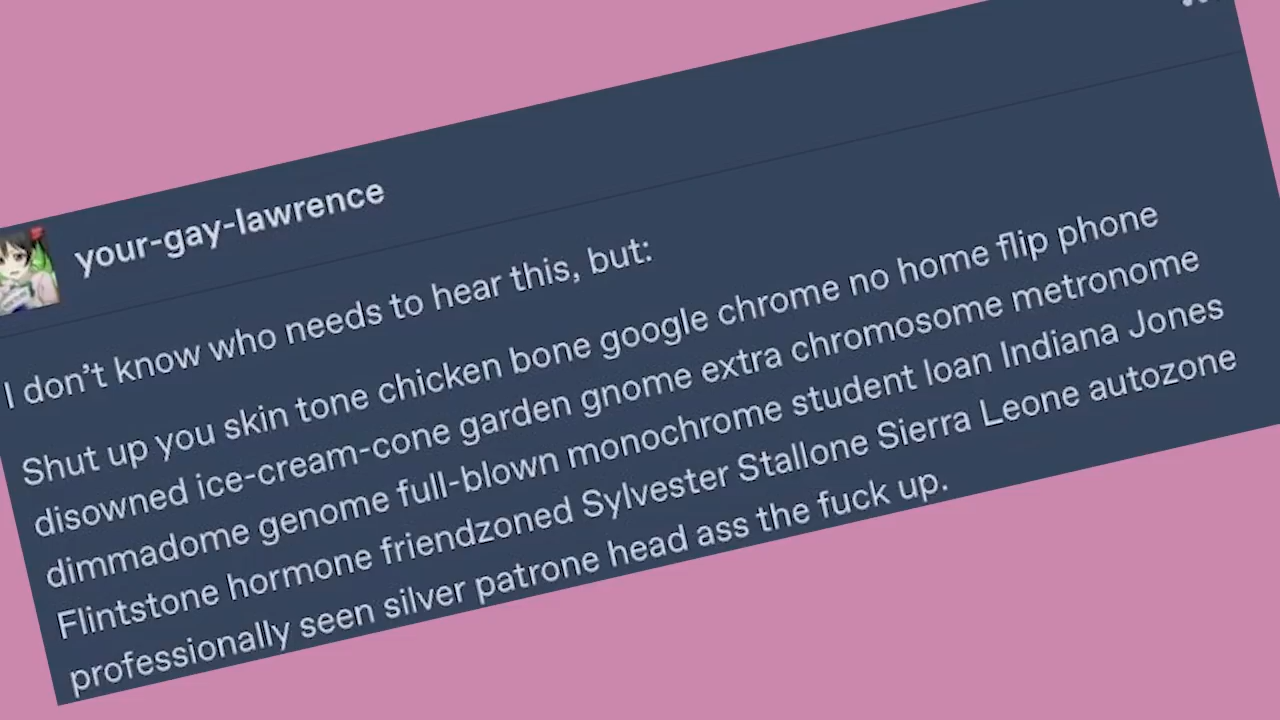 your-gay-lawrence
I don't know who needs to hear this, but:
Shut up you skin tone chicken bone google chrome no home flip phone
disowned ice-cream-cone garden gnome extra chromosome metronome
dimmadome genome full-blown monochrome student loan Indiana Jones
Flintstone hormone friendzoned Sylvester Stallone Sierra Leone autozone
professionally seen silver patrone head ass the fuck up.